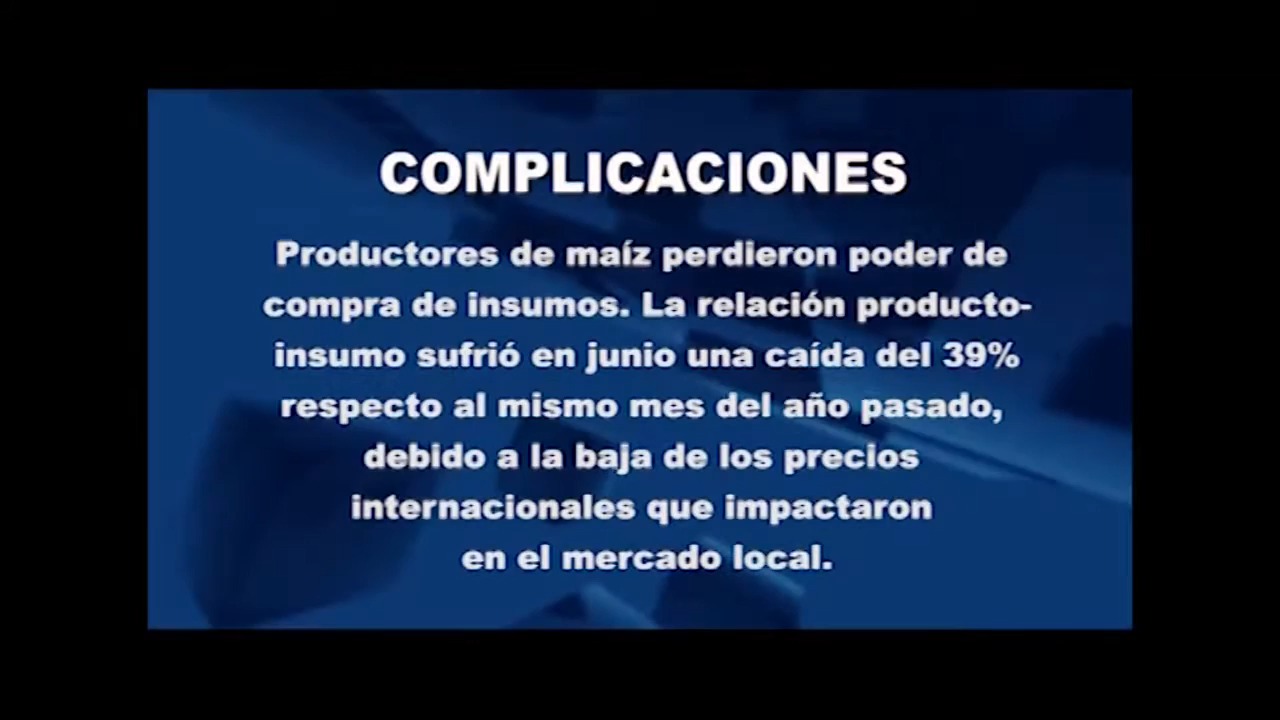 COMPLICACIONES
Productores de maíz perdieron poder de
compra de insumos. La relación producto-
insumo sufrió en junio una caída del 39%
respecto al mismo mes del año pasado,
debido a la baja de los precios
internacionales que impactaron
en el mercado local.